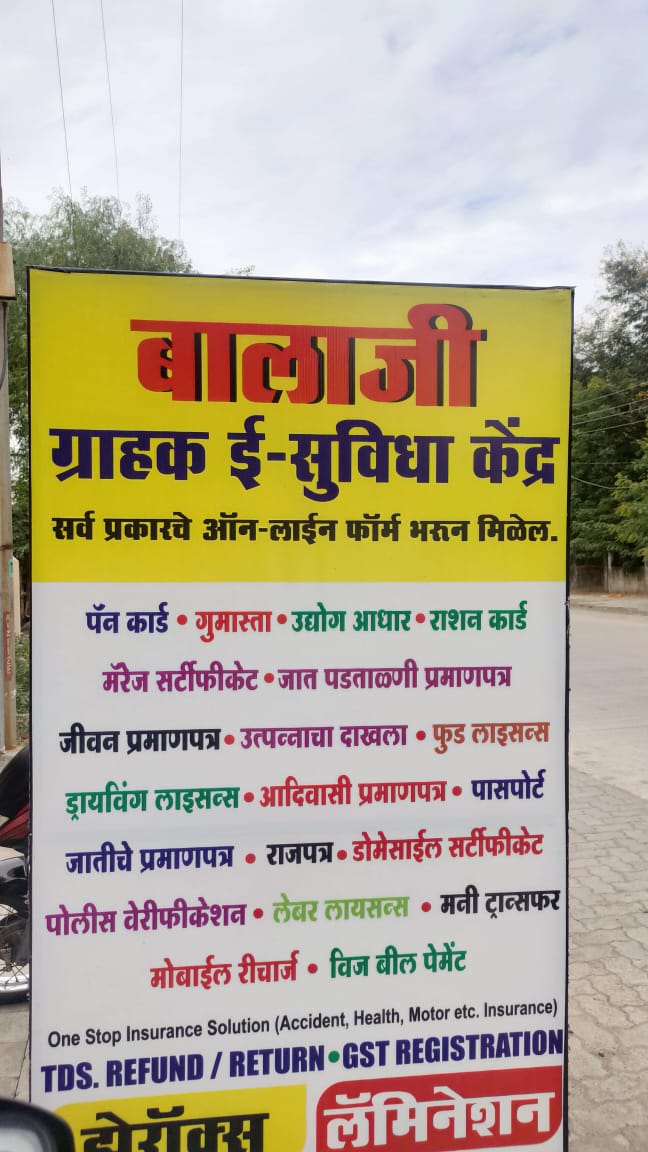 बालाजी
ग्राहक ई-सुविधा केंद्र
सर्व प्रकारचे ऑन-लाईन फॉर्म भरून मिळेल.
पॅन कार्ड • गुमास्ता • उद्योग आधार • राशन कार्ड
मॅरेज सर्टीफीकेट • जात पडताळणी प्रमाणपत्र
जीवन प्रमाणपत्र • उत्पन्नाचा दाखला • फुड लाइसन्स
ड्रायविंग लाइसन्स • आदिवासी प्रमाणपत्र • पासपोर्ट
जातीचे प्रमाणपत्र • राजपत्र • डोमेसाईल सर्टीफीकेट
पोलीस वेरीफीकेशन • लेबर लायसन्स • मनी ट्रान्सफर
मोबाईल रीचार्ज • विज बील पेमेंट
One Stop Insurance Solution (Accident, Health, Motor etc. Insurance)
TDS. REFUND / RETURN • GST REGISTRATION
झेरॉक्स लॅमिनेशन